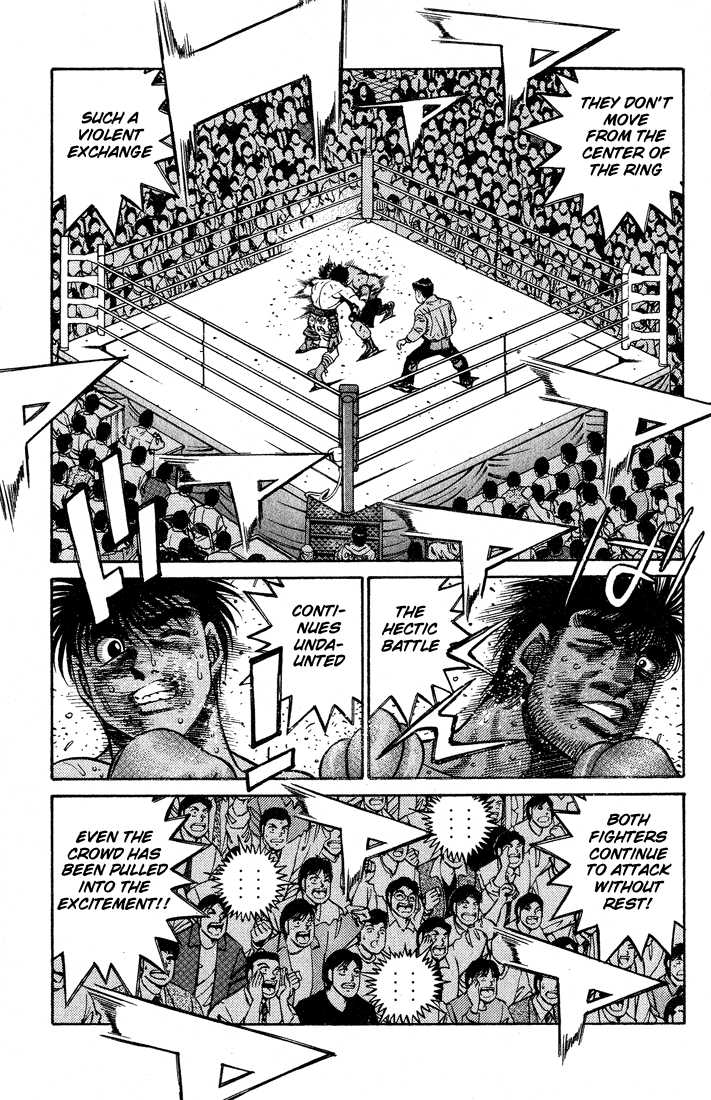 THEY DON'T
MOVE
FROM THE
CENTER OF
THE RING
SUCH A
VIOLENT
EXCHANGE
THE
HECTIC
BATTLE
CONTI-
NUES
UNDA-
UNTED
BOTH
FIGHTERS
CONTINUE
TO ATTACK
WITHOUT
REST!
EVEN THE
CROWD HAS
BEEN PULLED
INTO THE
EXCITEMENT!!